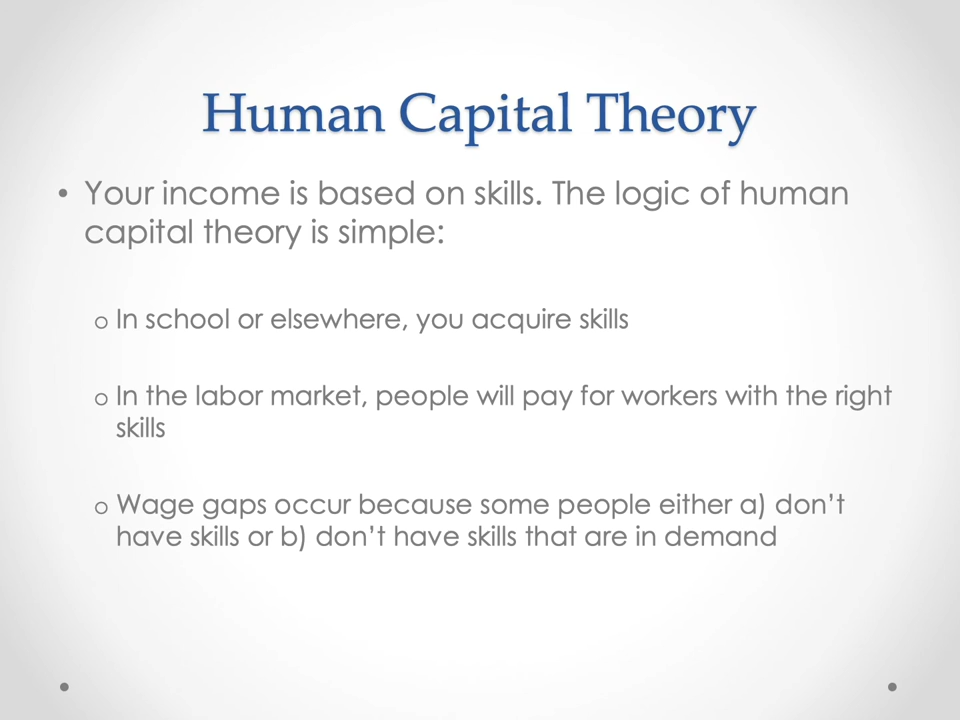 Human Capital Theory
• Your income is based on skills. The logic of human
capital theory is simple:
o In school or elsewhere, you acquire skills
o In the labor market, people will pay for workers with the right
skills
o Wage gaps occur because some people either a) don’t
have skills or b) don’t have skills that are in demand